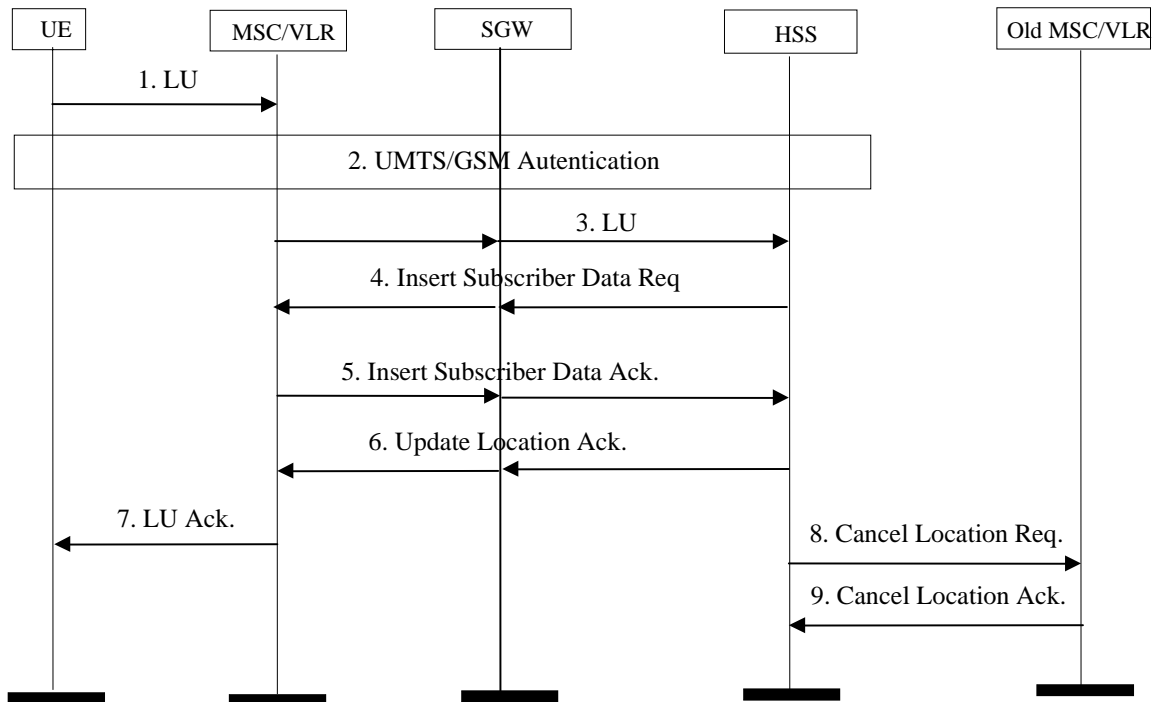 UE
MSC/VLR
SGW
HSS
Old MSC/VLR
1. LU
2. UMTS/GSM Autentication
3. LU
4. Insert Subscriber Data Req
5. Insert Subscriber Data Ack.
6. Update Location Ack.
7. LU Ack.
8. Cancel Location Req.
9. Cancel Location Ack.